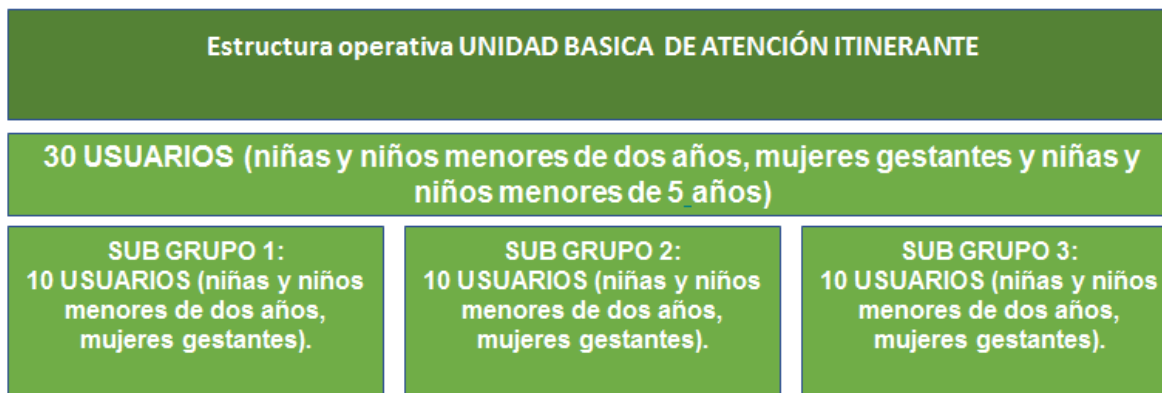 Estructura operativa UNIDAD BASICA DE ATENCIÓN ITINERANTE
30 USUARIOS (niñas y niños menores de dos años, mujeres gestantes y niñas y
niños menores de 5 años)
SUB GRUPO 1:
10 USUARIOS (niñas y niños
menores de dos años,
mujeres gestantes).
SUB GRUPO 2:
10 USUARIOS (niñas y niños
menores de dos años,
mujeres gestantes).
SUB GRUPO 3:
10 USUARIOS (niñas y niños
menores de dos años,
mujeres gestantes).